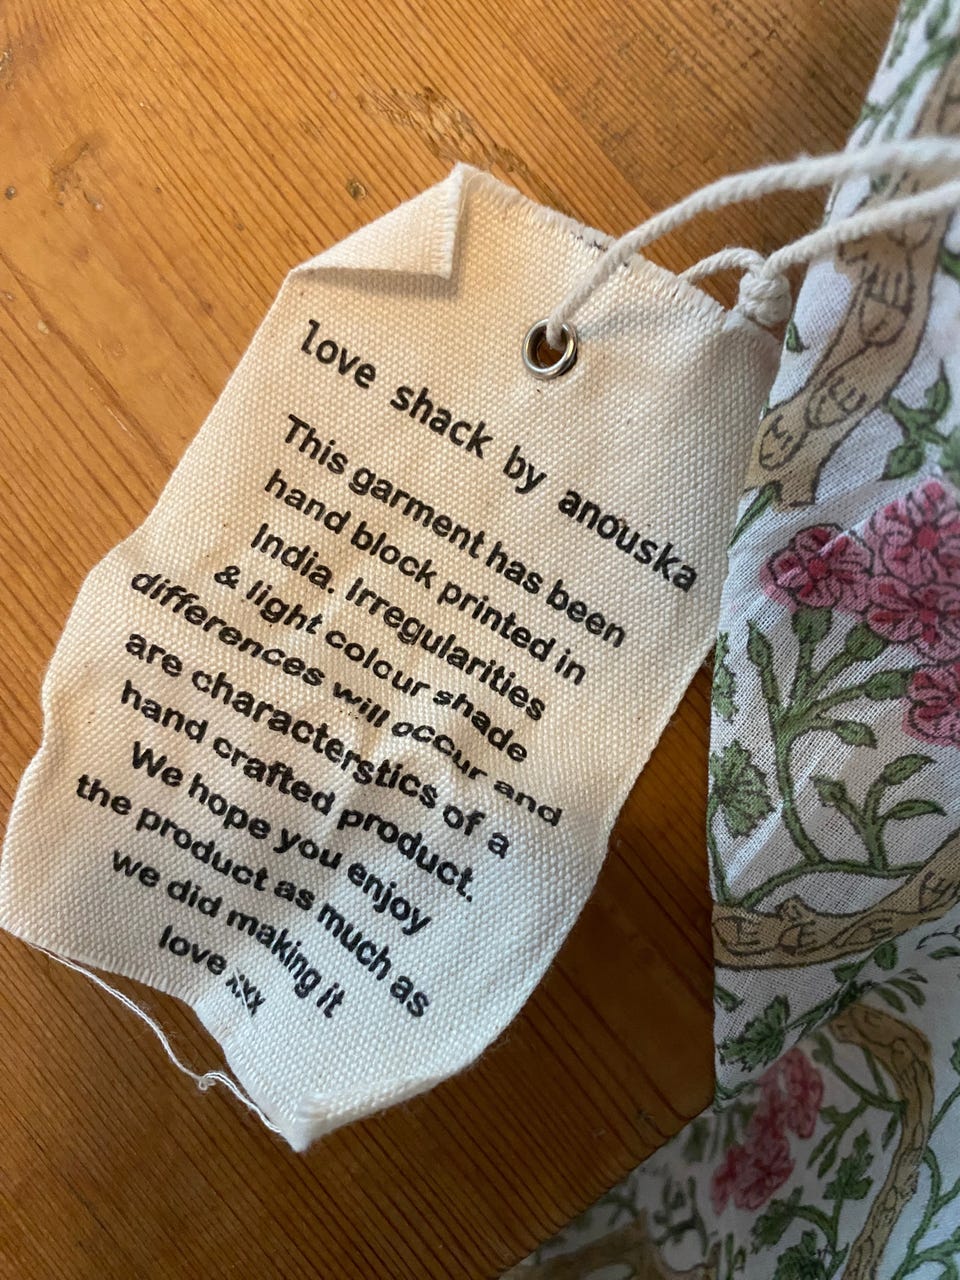 love shack by anouska
This garment has been
hand block printed in
India. Irregularities
& light colour shade
differences will occur and
are characterstics of a
hand crafted product.
We hope you enjoy
the product as much as
we did making it
love xxx